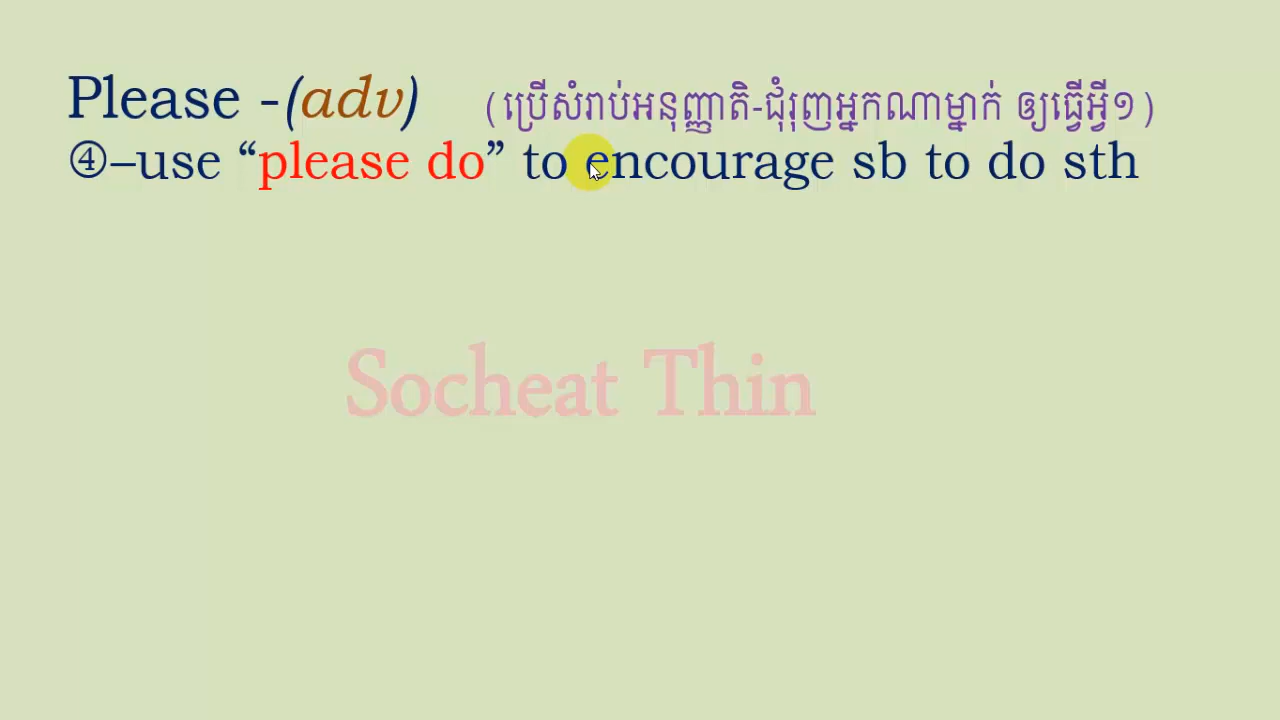 Please -(adv) (ប្រើសំរាប់អនុញ្ញាតិ-ជុំរុញអ្នកណាម្នាក់ ឲ្យធ្វើអ្វី១)
④–use “please do” to encourage sb to do sth
Socheat Thin